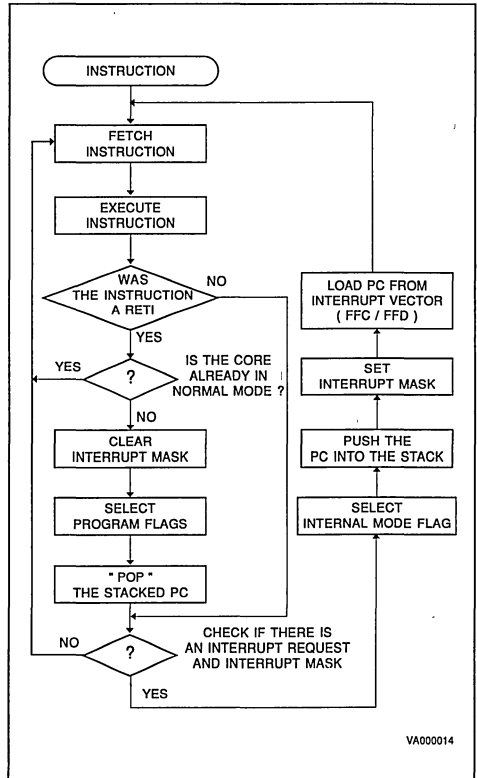 INSTRUCTION
FETCH
INSTRUCTION
EXECUTE
INSTRUCTION
WAS
THE INSTRUCTION
A RETI
NO
YES
YES
?
IS THE CORE
ALREADY IN
NORMAL MODE ?
NO
CLEAR
INTERRUPT MASK
SELECT
PROGRAM FLAGS
" POP "
THE STACKED PC
NO
?
CHECK IF THERE IS
AN INTERRUPT REQUEST
AND INTERRUPT MASK
YES
LOAD PC FROM
INTERRUPT VECTOR
( FFC / FFD )
SET
INTERRUPT MASK
PUSH THE
PC INTO THE STACK
SELECT
INTERNAL MODE FLAG
VA000014